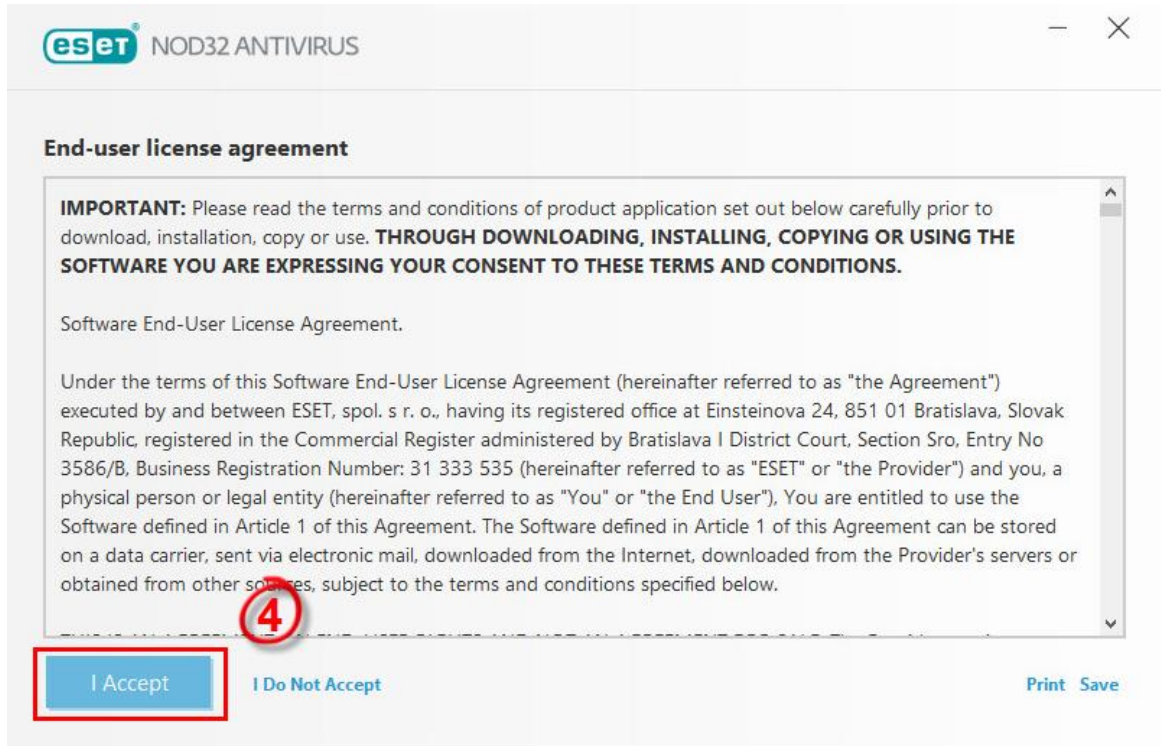 eset NOD32 ANTIVIRUS
End-user license agreement
IMPORTANT: Please read the terms and conditions of product application set out below carefully prior to
download, installation, copy or use. THROUGH DOWNLOADING, INSTALLING, COPYING OR USING THE
SOFTWARE YOU ARE EXPRESSING YOUR CONSENT TO THESE TERMS AND CONDITIONS.
Software End-User License Agreement.
Under the terms of this Software End-User License Agreement (hereinafter referred to as "the Agreement")
executed by and between ESET, spol. s r. o., having its registered office at Einsteinova 24, 851 01 Bratislava, Slovak
Republic, registered in the Commercial Register administered by Bratislava I District Court, Section Sro, Entry No
3586/B, Business Registration Number: 31 333 535 (hereinafter referred to as "ESET" or "the Provider") and you, a
physical person or legal entity (hereinafter referred to as "You" or "the End User"), You are entitled to use the
Software defined in Article 1 of this Agreement. The Software defined in Article 1 of this Agreement can be stored
on a data carrier, sent via electronic mail, downloaded from the Internet, downloaded from the Provider's servers or
obtained from other sources, subject to the terms and conditions specified below.
4
I Accept
I Do Not Accept
Print Save